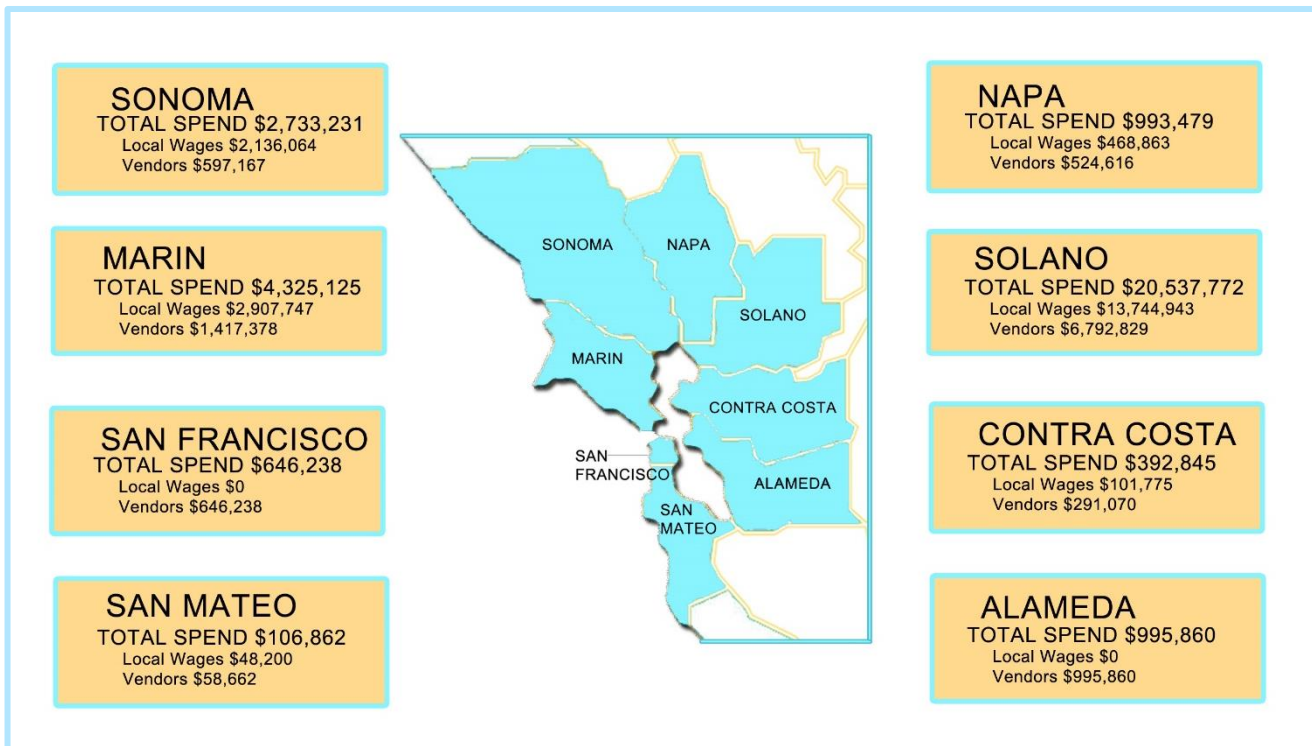 SONOMA
TOTAL SPEND $2,733,231
Local Wages $2,136,064
Vendors $597,167
MARIN
TOTAL SPEND $4,325,125
Local Wages $2,907,747
Vendors $1,417,378
SAN FRANCISCO
TOTAL SPEND $646,238
Local Wages $0
Vendors $646,238
SAN MATEO
TOTAL SPEND $106,862
Local Wages $48,200
Vendors $58,662
SONOMA
NAPA
SOLANO
MARIN
CONTRA COSTA
SAN
FRANCISCO
ALAMEDA
SAN
MATEO
NAPA
TOTAL SPEND $993,479
Local Wages $468,863
Vendors $524,616
SOLANO
TOTAL SPEND $20,537,772
Local Wages $13,744,943
Vendors $6,792,829
CONTRA COSTA
TOTAL SPEND $392,845
Local Wages $101,775
Vendors $291,070
ALAMEDA
TOTAL SPEND $995,860
Local Wages $0
Vendors $995,860